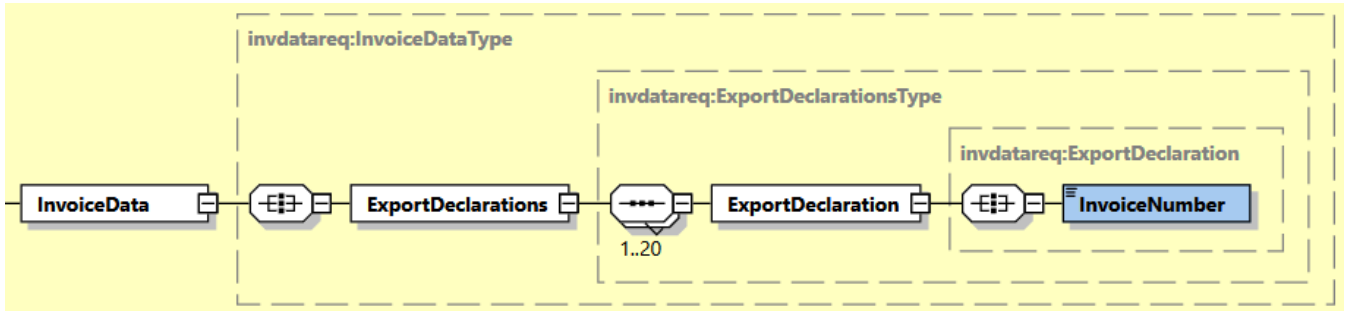 invdatareq:InvoiceDataType
invdatareq:ExportDeclarationsType
invdatareq:ExportDeclaration
InvoiceData
ExportDeclarations
ExportDeclaration
InvoiceNumber
1..20